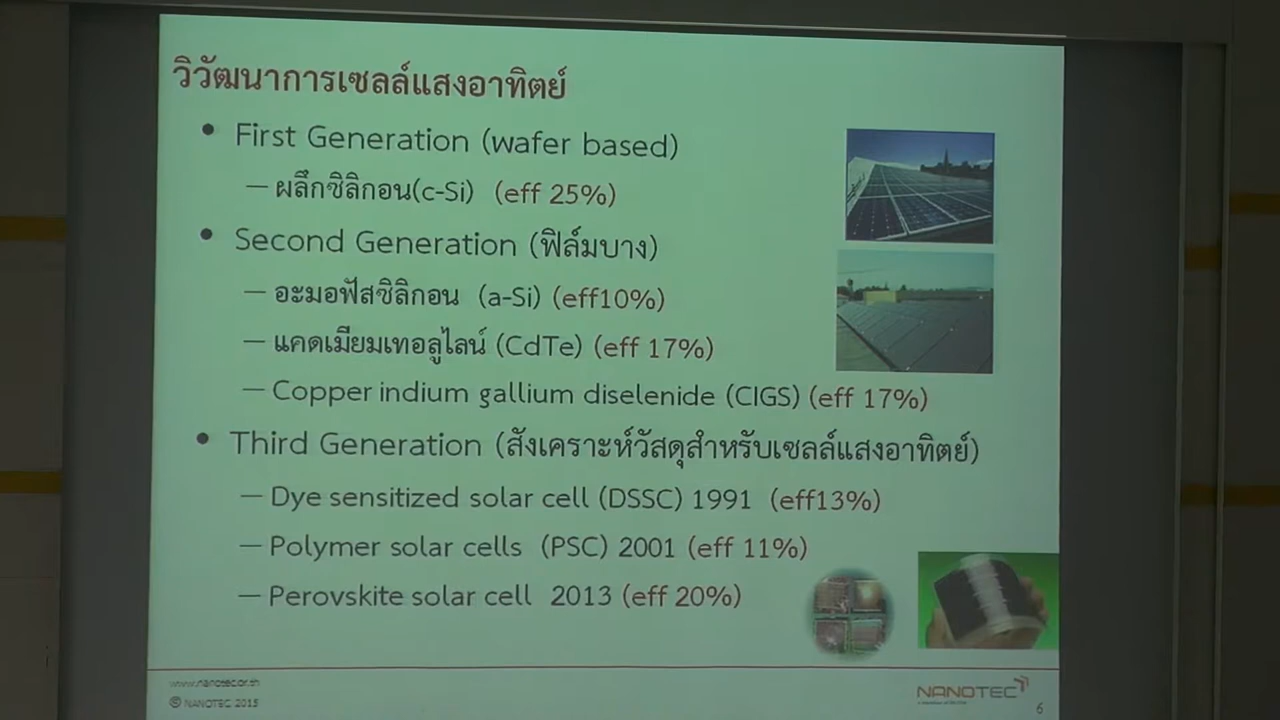 วิวัฒนาการเซลล์แสงอาทิตย์
• First Generation (wafer based)
– ผลึกซิลิกอน(c-Si) (eff 25%)
• Second Generation (ฟิล์มบาง)
– อะมอฟัสซิลิกอน (a-Si) (eff10%)
– แคดเมียมเทอลูไลน์ (CdTe) (eff 17%)
– Copper indium gallium diselenide (CIGS) (eff 17%)
• Third Generation (สังเคราะห์วัสดุสำหรับเซลล์แสงอาทิตย์)
– Dye sensitized solar cell (DSSC) 1991 (eff13%)
– Polymer solar cells (PSC) 2001 (eff 11%)
– Perovskite solar cell 2013 (eff 20%)
www.nanotec.or.th
© NANOTEC 2015
NANOTEC
6